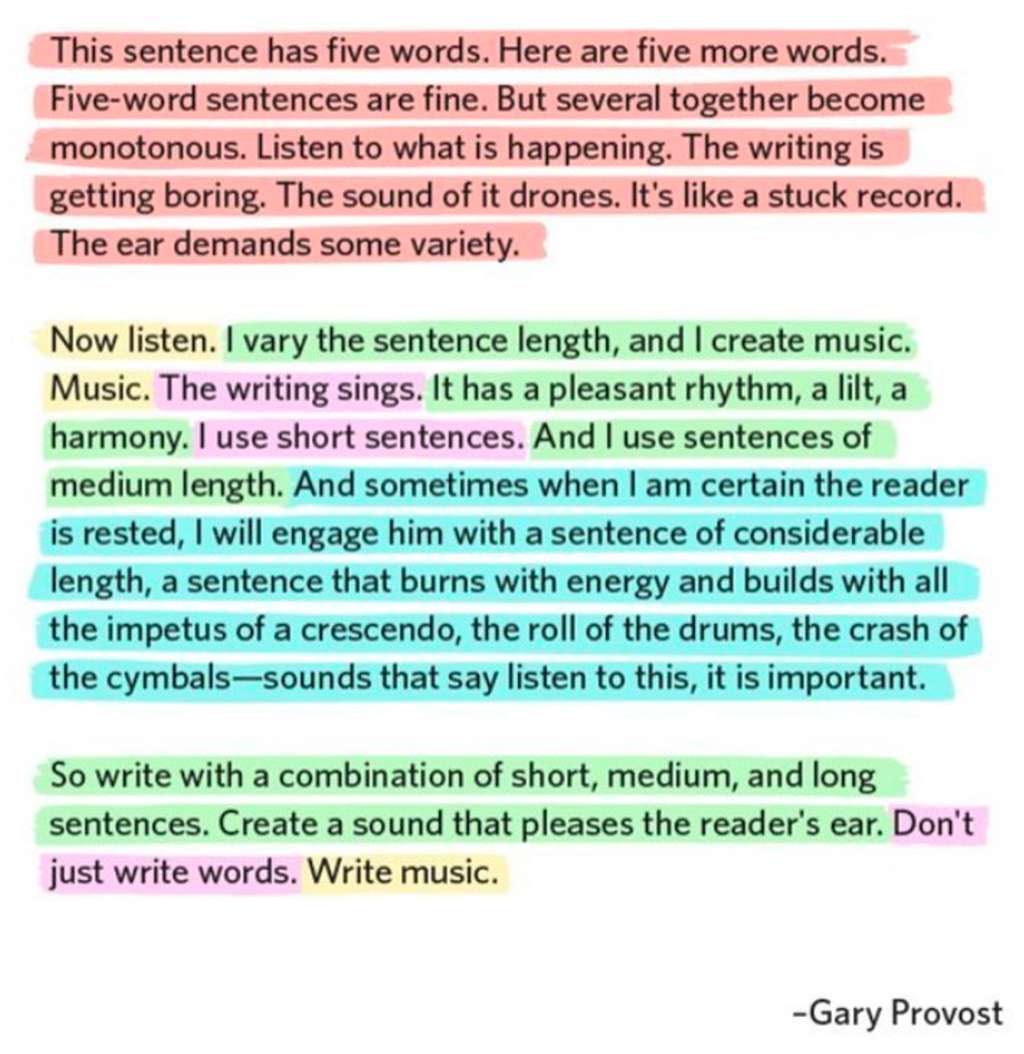 This sentence has five words. Here are five more words.
Five-word sentences are fine. But several together become
monotonous. Listen to what is happening. The writing is
getting boring. The sound of it drones. It's like a stuck record.
The ear demands some variety.
Now listen. I vary the sentence length, and I create music.
Music. The writing sings. It has a pleasant rhythm, a lilt, a
harmony. I use short sentences. And I use sentences of
medium length. And sometimes when I am certain the reader
is rested, I will engage him with a sentence of considerable
length, a sentence that burns with energy and builds with all
the impetus of a crescendo, the roll of the drums, the crash of
the cymbals—sounds that say listen to this, it is important.
So write with a combination of short, medium, and long
sentences. Create a sound that pleases the reader's ear. Don't
just write words. Write music.
–Gary Provost